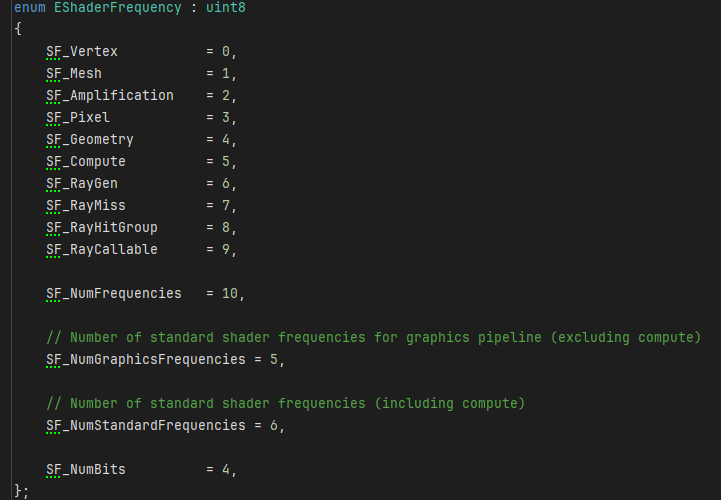 enum EShaderFrequency : uint8
{
    SF_Vertex           = 0,
    SF_Mesh             = 1,
    SF_Amplification    = 2,
    SF_Pixel            = 3,
    SF_Geometry         = 4,
    SF_Compute          = 5,
    SF_RayGen           = 6,
    SF_RayMiss          = 7,
    SF_RayHitGroup      = 8,
    SF_RayCallable      = 9,

    SF_NumFrequencies   = 10,

    // Number of standard shader frequencies for graphics pipeline (excluding compute)
    SF_NumGraphicsFrequencies = 5,

    // Number of standard shader frequencies (including compute)
    SF_NumStandardFrequencies = 6,

    SF_NumBits          = 4,
};